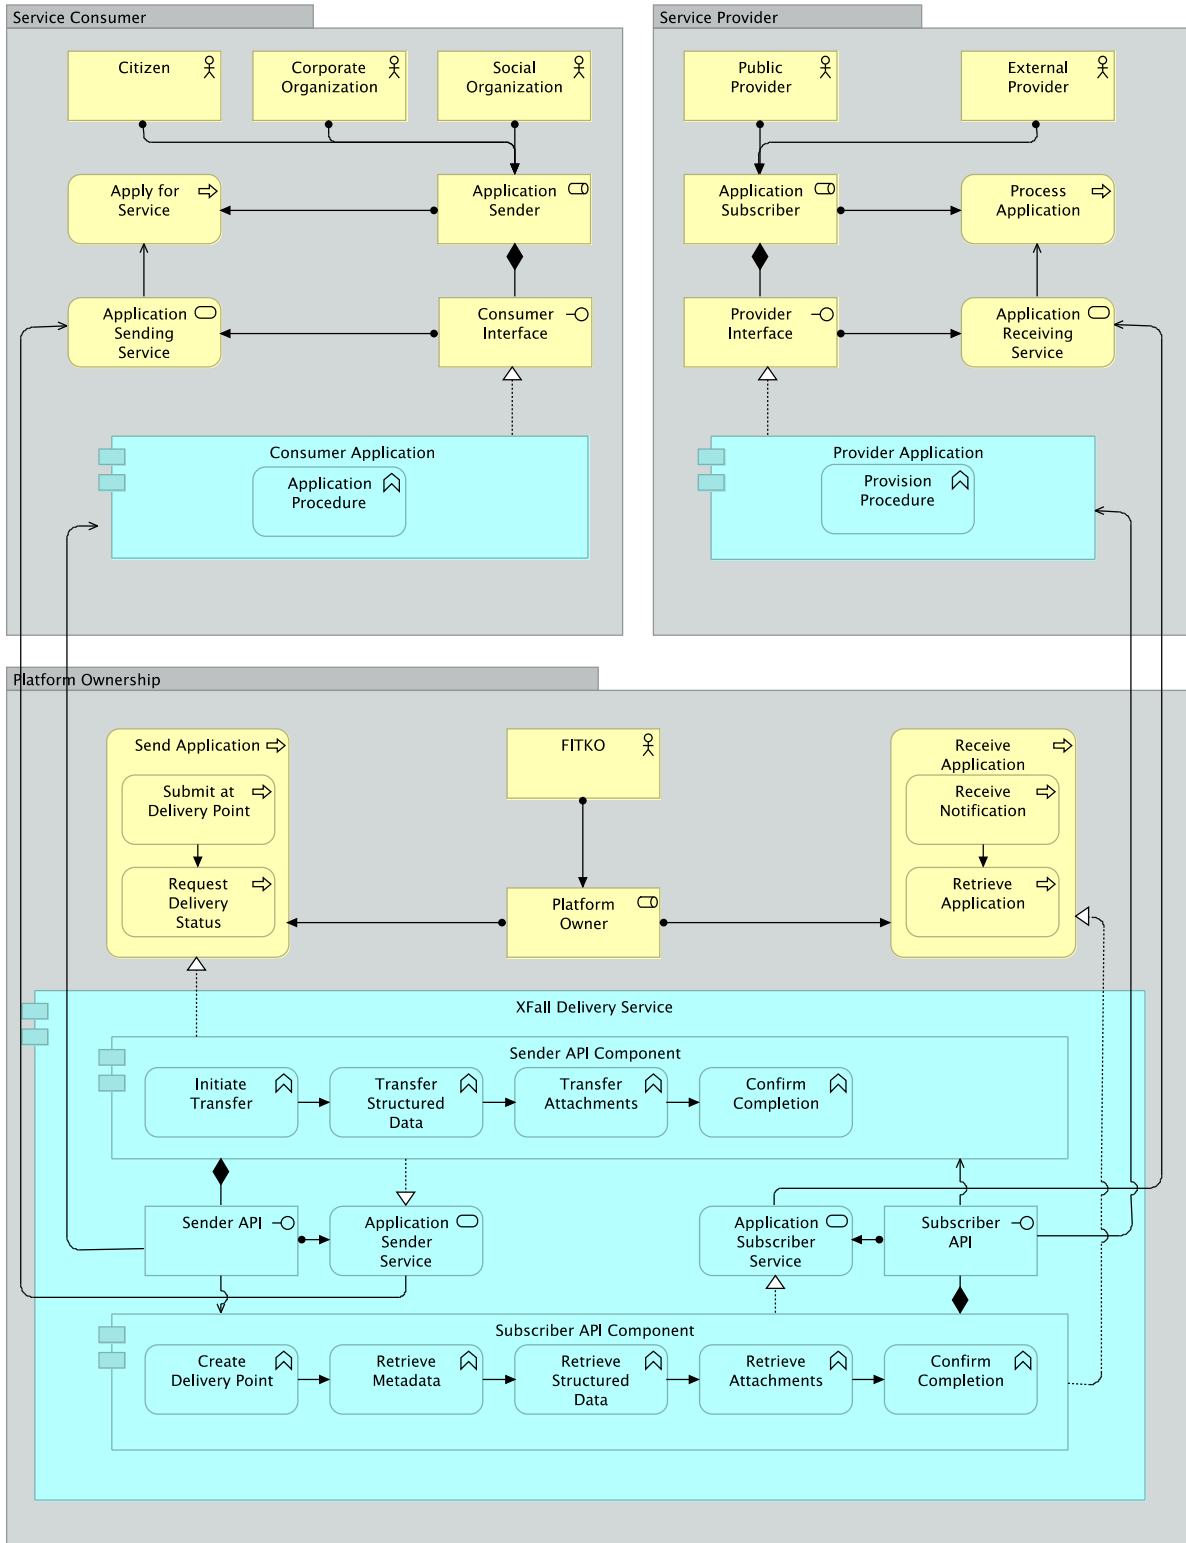 Service Consumer
Citizen
Corporate
Organization
Social
Organization
Apply for
Service
Application
Sender
Application
Sending
Service
Consumer
Interface
Consumer Application
Application
Procedure
Service Provider
Public
Provider
External
Provider
Application
Subscriber
Process
Application
Provider
Interface
Application
Receiving
Service
Provider Application
Provision
Procedure
Platform Ownership
Send Application
Submit at
Delivery Point
Request
Delivery
Status
FITKO
Platform
Owner
Receive
Application
Receive
Notification
Retrieve
Application
XFall Delivery Service
Sender API Component
Initiate
Transfer
Transfer
Structured
Data
Transfer
Attachments
Confirm
Completion
Sender API
Application
Sender
Service
Application
Subscriber
Service
Subscriber
API
Subscriber API Component
Create
Delivery Point
Retrieve
Metadata
Retrieve
Structured
Data
Retrieve
Attachments
Confirm
Completion